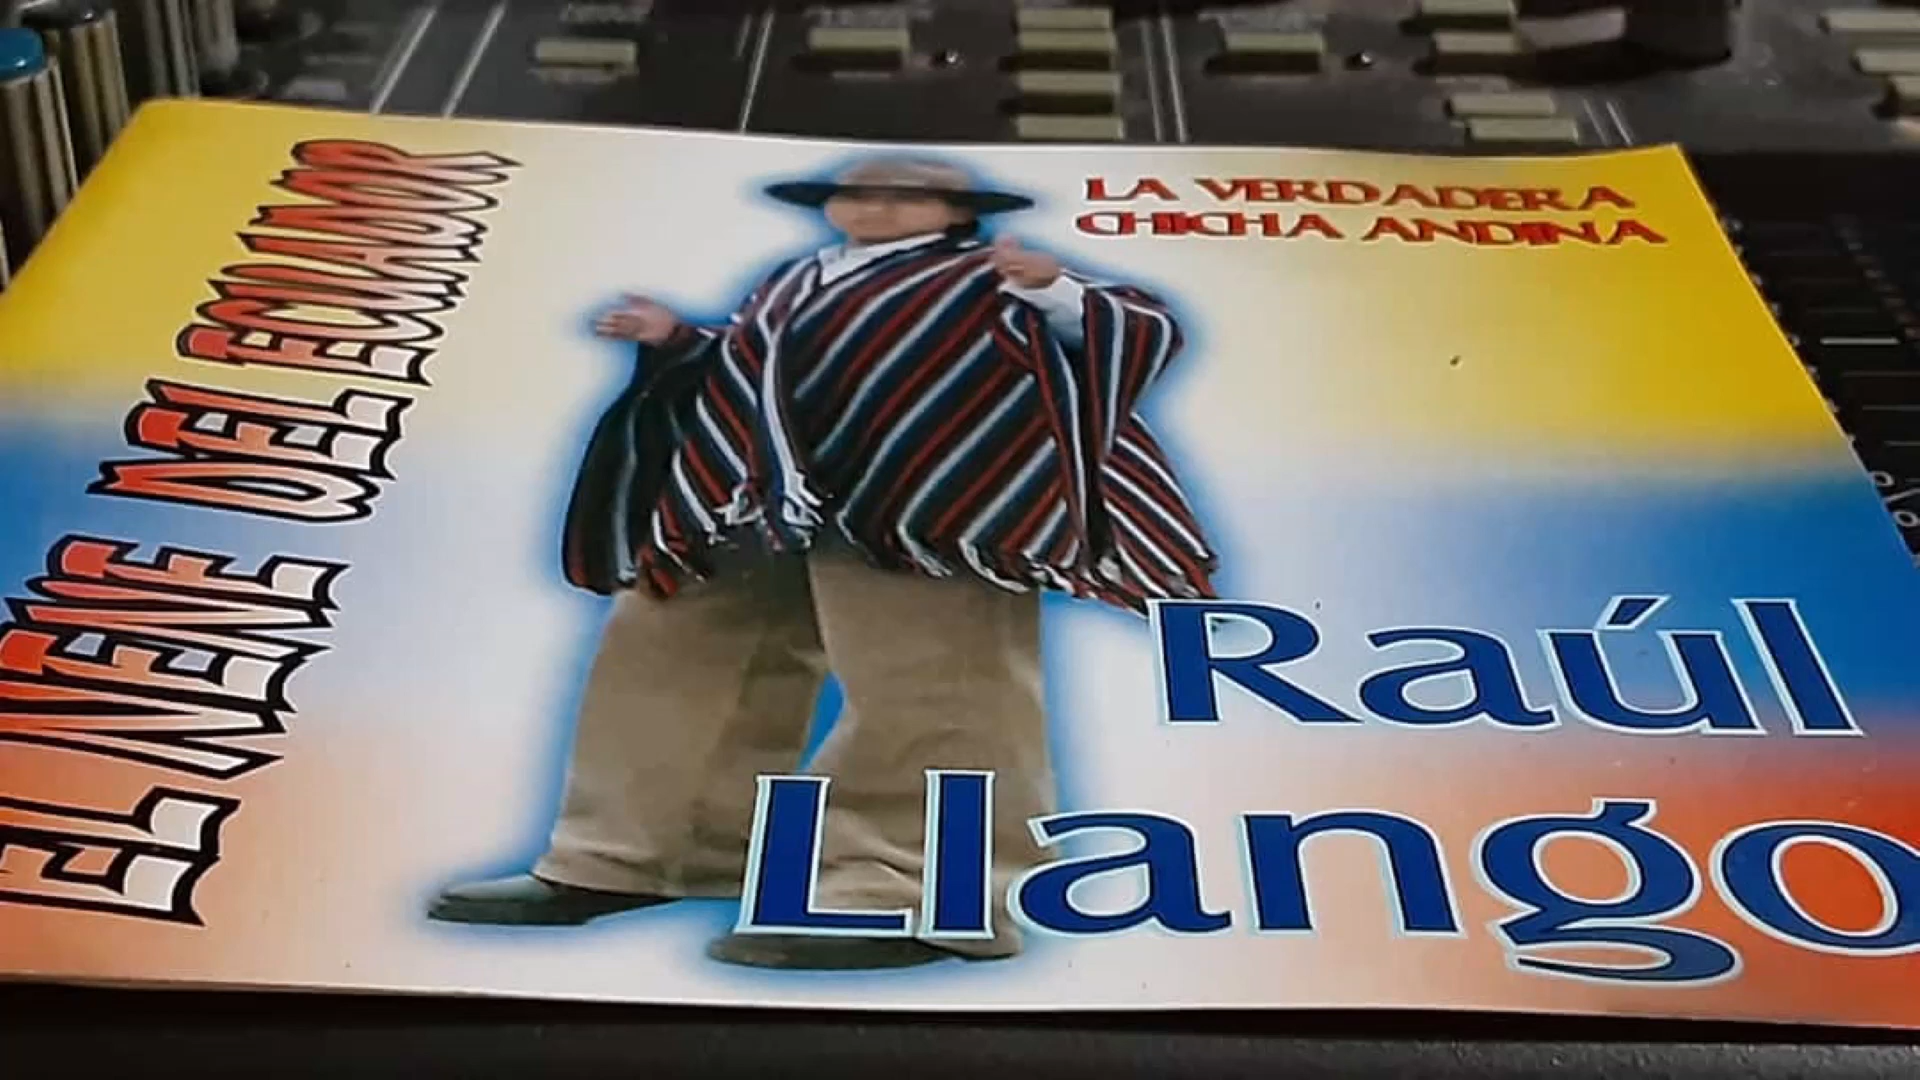 EL NENE DEL ECUADOR
LA VERDADERA
CHICHA ANDINA
Raúl
Llango